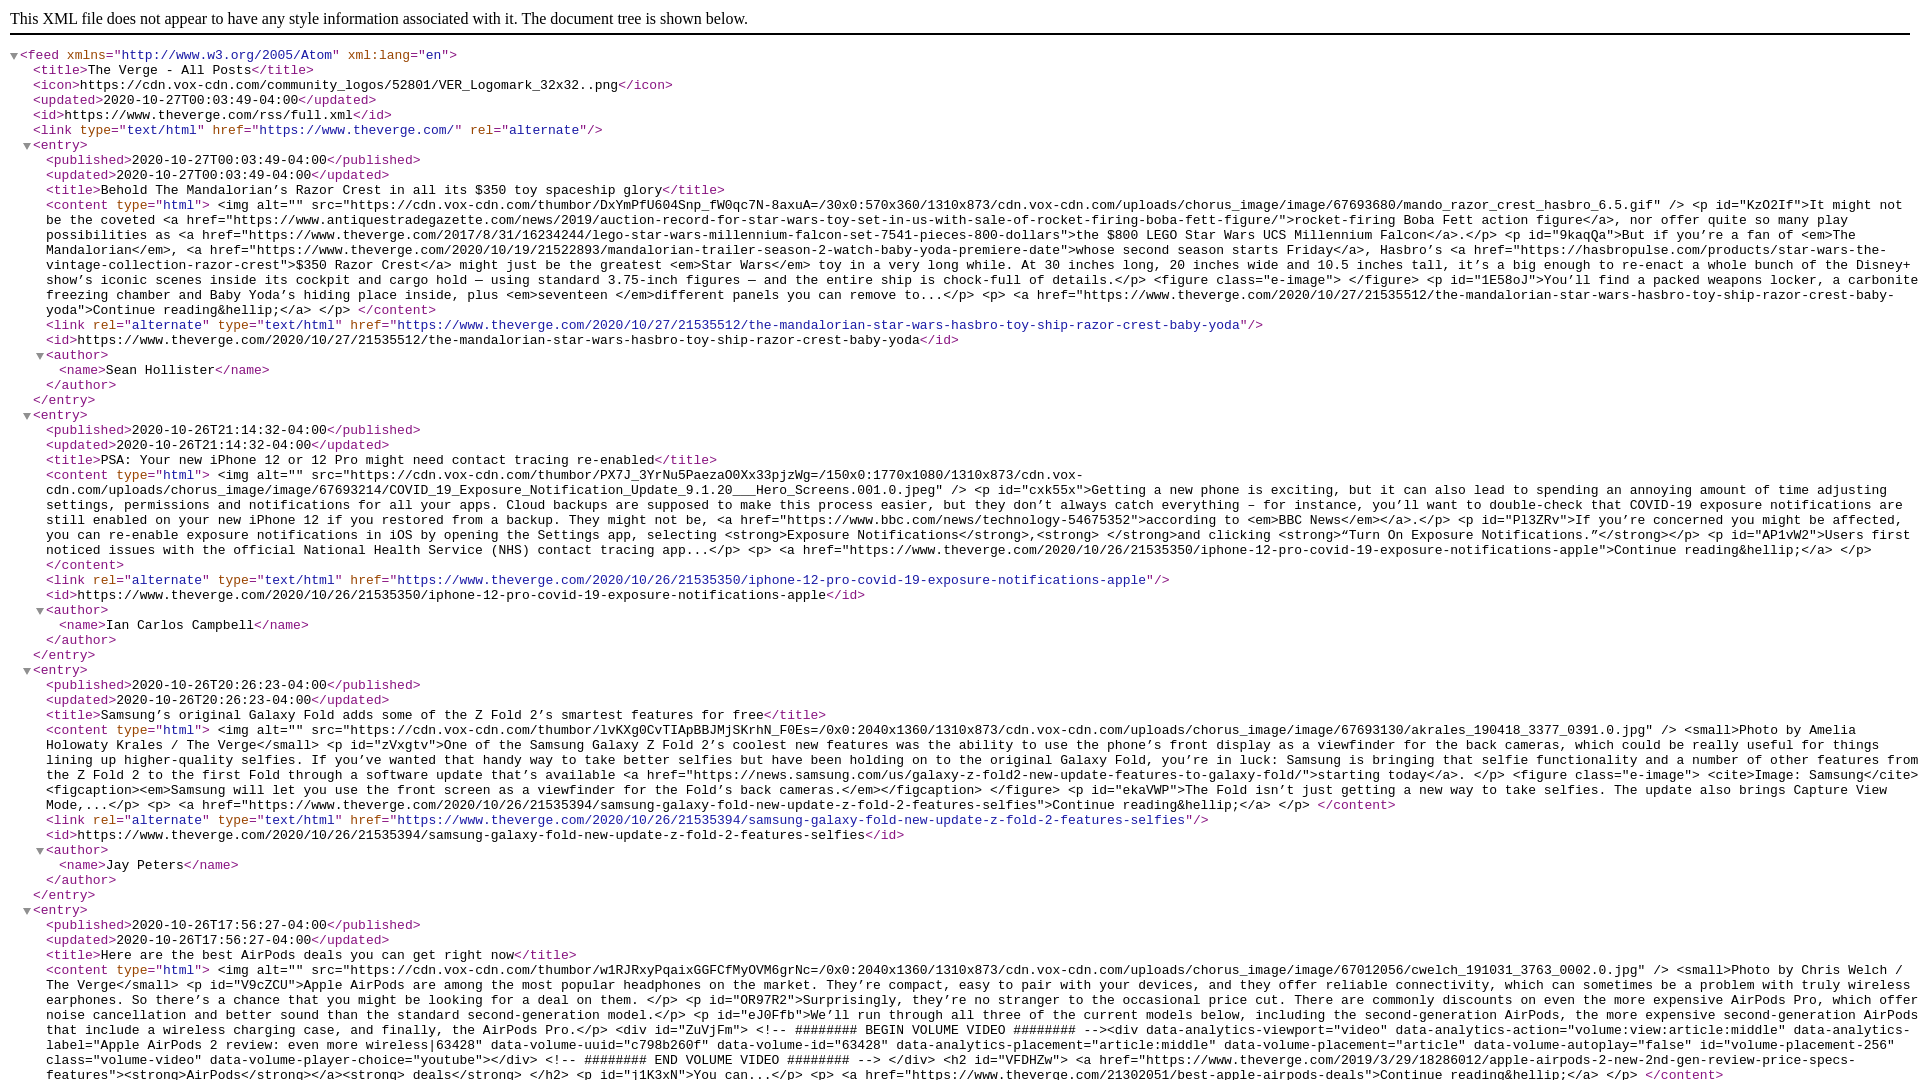 This XML file does not appear to have any style information associated with it. The document tree is shown below.
<feed xmlns="http://www.w3.org/2005/Atom" xml:lang="en">
<title>The Verge - All Posts</title>
<icon>https://cdn.vox-cdn.com/community_logos/52801/VER_Logomark_32x32..png</icon>
<updated>2020-10-27T00:03:49-04:00</updated>
<id>https://www.theverge.com/rss/full.xml</id>
<link type="text/html" href="https://www.theverge.com/" rel="alternate"/>
<entry>
<published>2020-10-27T00:03:49-04:00</published>
<updated>2020-10-27T00:03:49-04:00</updated>
<title>Behold The Mandalorian’s Razor Crest in all its $350 toy spaceship glory</title>
<content type="html"> <img alt="" src="https://cdn.vox-cdn.com/thumbor/DxYmPfU604Snp_fW0qc7N-8axuA=/30x0:570x360/1310x873/cdn.vox-cdn.com/uploads/chorus_image/image/67693680/mando_razor_crest_hasbro_6.5.gif" /> <p id="KzO2If">It might not
be the coveted <a href="https://www.antiquestradegazette.com/news/2019/auction-record-for-star-wars-toy-set-in-us-with-sale-of-rocket-firing-boba-fett-figure/">rocket-firing Boba Fett action figure</a>, nor offer quite so many play
possibilities as <a href="https://www.theverge.com/2017/8/31/16234244/lego-star-wars-millennium-falcon-set-7541-pieces-800-dollars">the $800 LEGO Star Wars UCS Millennium Falcon</a>.</p> <p id="9kaqQa">But if you’re a fan of <em>The
Mandalorian</em>, <a href="https://www.theverge.com/2020/10/19/21522893/mandalorian-trailer-season-2-watch-baby-yoda-premiere-date">whose second season starts Friday</a>, Hasbro’s <a href="https://hasbropulse.com/products/star-wars-the-
vintage-collection-razor-crest">$350 Razor Crest</a> might just be the greatest <em>Star Wars</em> toy in a very long while. At 30 inches long, 20 inches wide and 10.5 inches tall, it’s a big enough to re-enact a whole bunch of the Disney+
show’s iconic scenes inside its cockpit and cargo hold — using standard 3.75-inch figures — and the entire ship is chock-full of details.</p> <figure class="e-image"> </figure> <p id="1E58oJ">You’ll find a packed weapons locker, a carbonite
freezing chamber and Baby Yoda’s hiding place inside, plus <em>seventeen </em>different panels you can remove to...</p> <p> <a href="https://www.theverge.com/2020/10/27/21535512/the-mandalorian-star-wars-hasbro-toy-ship-razor-crest-baby-
yoda">Continue reading&hellip;</a> </p> </content>
<link rel="alternate" type="text/html" href="https://www.theverge.com/2020/10/27/21535512/the-mandalorian-star-wars-hasbro-toy-ship-razor-crest-baby-yoda"/>
<id>https://www.theverge.com/2020/10/27/21535512/the-mandalorian-star-wars-hasbro-toy-ship-razor-crest-baby-yoda</id>
<author>
<name>Sean Hollister</name>
</author>
</entry>
<entry>
<published>2020-10-26T21:14:32-04:00</published>
<updated>2020-10-26T21:14:32-04:00</updated>
<title>PSA: Your new iPhone 12 or 12 Pro might need contact tracing re-enabled</title>
<content type="html"> <img alt="" src="https://cdn.vox-cdn.com/thumbor/PX7J_3YrNu5PaezaO0Xx33pjzWg=/150x0:1770x1080/1310x873/cdn.vox-
cdn.com/uploads/chorus_image/image/67693214/COVID_19_Exposure_Notification_Update_9.1.20___Hero_Screens.001.0.jpeg" /> <p id="cxk55x">Getting a new phone is exciting, but it can also lead to spending an annoying amount of time adjusting
settings, permissions and notifications for all your apps. Cloud backups are supposed to make this process easier, but they don’t always catch everything – for instance, you’ll want to double-check that COVID-19 exposure notifications are
still enabled on your new iPhone 12 if you restored from a backup. They might not be, <a href="https://www.bbc.com/news/technology-54675352">according to <em>BBC News</em></a>.</p> <p id="Pl3ZRv">If you’re concerned you might be affected,
you can re-enable exposure notifications in iOS by opening the Settings app, selecting <strong>Exposure Notifications</strong>,<strong> </strong>and clicking <strong>“Turn On Exposure Notifications.”</strong></p> <p id="AP1vW2">Users first
noticed issues with the official National Health Service (NHS) contact tracing app...</p> <p> <a href="https://www.theverge.com/2020/10/26/21535350/iphone-12-pro-covid-19-exposure-notifications-apple">Continue reading&hellip;</a> </p>
</content>
<link rel="alternate" type="text/html" href="https://www.theverge.com/2020/10/26/21535350/iphone-12-pro-covid-19-exposure-notifications-apple"/>
<id>https://www.theverge.com/2020/10/26/21535350/iphone-12-pro-covid-19-exposure-notifications-apple</id>
<author>
<name>Ian Carlos Campbell</name>
</author>
</entry>
<entry>
<published>2020-10-26T20:26:23-04:00</published>
<updated>2020-10-26T20:26:23-04:00</updated>
<title>Samsung’s original Galaxy Fold adds some of the Z Fold 2’s smartest features for free</title>
<content type="html"> <img alt="" src="https://cdn.vox-cdn.com/thumbor/lvKXg0CvTIApBBJMjSKrhN_F0Es=/0x0:2040x1360/1310x873/cdn.vox-cdn.com/uploads/chorus_image/image/67693130/akrales_190418_3377_0391.0.jpg" /> <small>Photo by Amelia
Holowaty Krales / The Verge</small> <p id="zVxgtv">One of the Samsung Galaxy Z Fold 2’s coolest new features was the ability to use the phone’s front display as a viewfinder for the back cameras, which could be really useful for things
lining up higher-quality selfies. If you’ve wanted that handy way to take better selfies but have been holding on to the original Galaxy Fold, you’re in luck: Samsung is bringing that selfie functionality and a number of other features from
the Z Fold 2 to the first Fold through a software update that’s available <a href="https://news.samsung.com/us/galaxy-z-fold2-new-update-features-to-galaxy-fold/">starting today</a>. </p> <figure class="e-image"> <cite>Image: Samsung</cite>
<figcaption><em>Samsung will let you use the front screen as a viewfinder for the Fold’s back cameras.</em></figcaption> </figure> <p id="ekaVWP">The Fold isn’t just getting a new way to take selfies. The update also brings Capture View
Mode,...</p> <p> <a href="https://www.theverge.com/2020/10/26/21535394/samsung-galaxy-fold-new-update-z-fold-2-features-selfies">Continue reading&hellip;</a> </p> </content>
<link rel="alternate" type="text/html" href="https://www.theverge.com/2020/10/26/21535394/samsung-galaxy-fold-new-update-z-fold-2-features-selfies"/>
<id>https://www.theverge.com/2020/10/26/21535394/samsung-galaxy-fold-new-update-z-fold-2-features-selfies</id>
<author>
<name>Jay Peters</name>
</author>
</entry>
<entry>
<published>2020-10-26T17:56:27-04:00</published>
<updated>2020-10-26T17:56:27-04:00</updated>
<title>Here are the best AirPods deals you can get right now</title>
<content type="html"> <img alt="" src="https://cdn.vox-cdn.com/thumbor/w1RJRxyPqaixGGFCfMyOVM6grNc=/0x0:2040x1360/1310x873/cdn.vox-cdn.com/uploads/chorus_image/image/67012056/cwelch_191031_3763_0002.0.jpg" /> <small>Photo by Chris Welch /
The Verge</small> <p id="V9cZCU">Apple AirPods are among the most popular headphones on the market. They’re compact, easy to pair with your devices, and they offer reliable connectivity, which can sometimes be a problem with truly wireless
earphones. So there’s a chance that you might be looking for a deal on them. </p> <p id="OR97R2">Surprisingly, they’re no stranger to the occasional price cut. There are commonly discounts on even the more expensive AirPods Pro, which offer
noise cancellation and better sound than the standard second-generation model.</p> <p id="eJ0Ffb">We’ll run through all three of the current models below, including the second-generation AirPods, the more expensive second-generation AirPods
that include a wireless charging case, and finally, the AirPods Pro.</p> <div id="ZuVjFm"> <!-- ######## BEGIN VOLUME VIDEO ######## --><div data-analytics-viewport="video" data-analytics-action="volume:view:article:middle" data-analytics-
label="Apple AirPods 2 review: even more wireless|63428" data-volume-uuid="c798b260f" data-volume-id="63428" data-analytics-placement="article:middle" data-volume-placement="article" data-volume-autoplay="false" id="volume-placement-256"
class="volume-video" data-volume-player-choice="youtube"></div> <!-- ######## END VOLUME VIDEO ######## --> </div> <h2 id="VFDHZw"> <a href="https://www.theverge.com/2019/3/29/18286012/apple-airpods-2-new-2nd-gen-review-price-specs-
features"><strong>AirPods</strong></a><strong> deals</strong> </h2> <p id="j1K3xN">You can...</p> <p> <a href="https://www.theverge.com/21302051/best-apple-airpods-deals">Continue reading&hellip;</a> </p> </content>